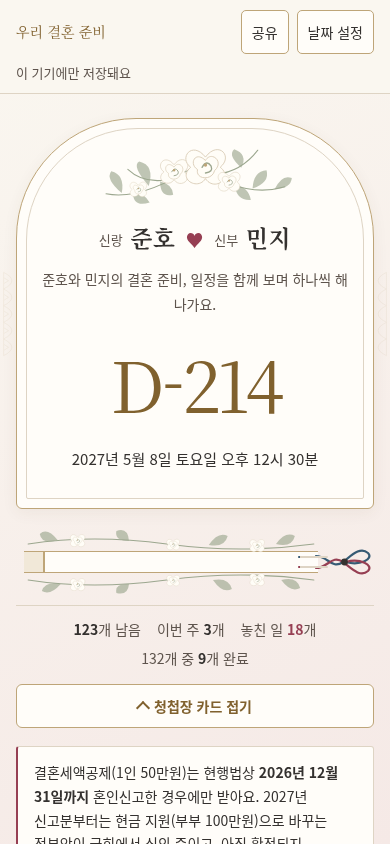 우리 결혼 준비
공유
날짜 설정
이 기기에만 저장돼요
신랑 준호 ♥ 신부 민지
준호와 민지의 결혼 준비, 일정을 함께 보며 하나씩 해
나가요.
D-214
2027년 5월 8일 토요일 오후 12시 30분
123개 남음 이번 주 3개 놓친 일 18개
132개 중 9개 완료
청첩장 카드 접기
결혼세액공제(1인 50만원)는 현행법상 2026년 12월
31일까지 혼인신고한 경우에만 받아요. 2027년
신고분부터는 현금 지원(부부 100만원)으로 바꾸는